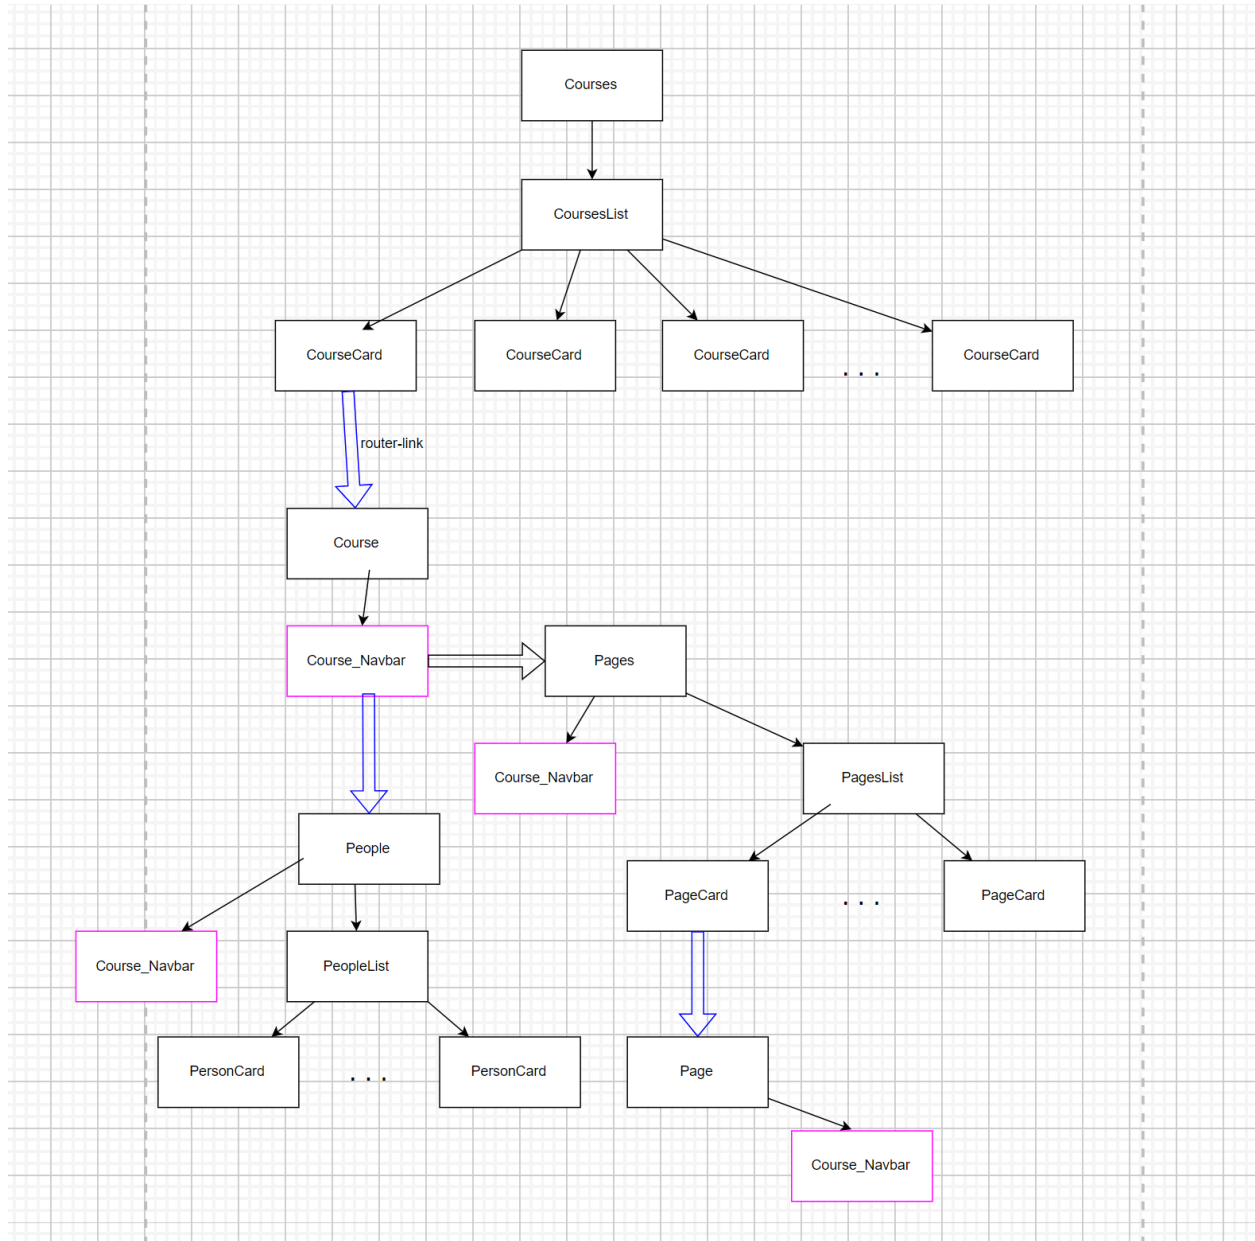 Courses
CoursesList
CourseCard
CourseCard
CourseCard
. . .
CourseCard
router-link
Course
Course_Navbar
Pages
Course_Navbar
PagesList
People
PageCard
. . .
PageCard
Course_Navbar
PeopleList
PersonCard
. . .
PersonCard
Page
Course_Navbar